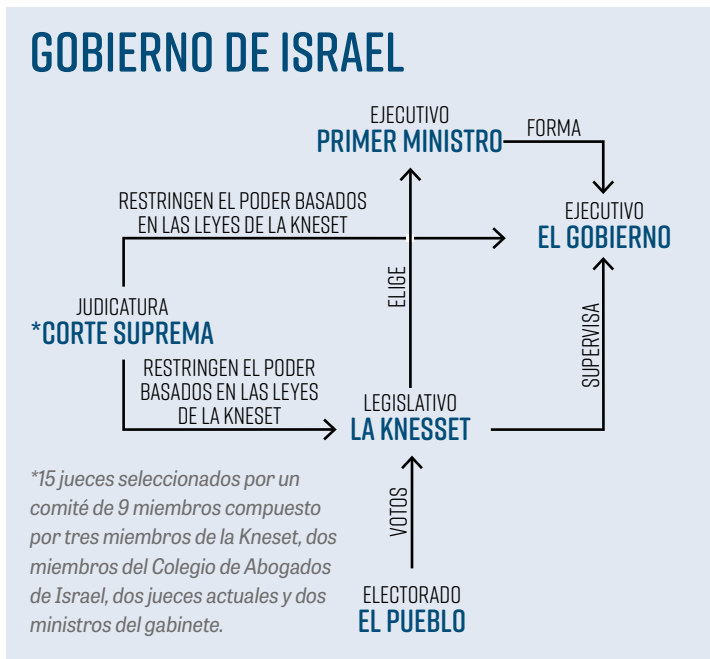 GOBIERNO DE ISRAEL
EJECUTIVO
PRIMER MINISTRO
FORMA
EJECUTIVO
EL GOBIERNO
RESTRINGEN EL PODER BASADOS
EN LAS LEYES DE LA KNESET
ELIGE
SUPERVISA
JUDICATURA
*CORTE SUPREMA
RESTRINGEN EL PODER
BASADOS EN LAS LEYES
DE LA KNESET
LEGISLATIVO
LA KNESSET
VOTOS
ELECTORADO
EL PUEBLO
*15 jueces seleccionados por un
comité de 9 miembros compuesto
por tres miembros de la Kneset, dos
miembros del Colegio de Abogados
de Israel, dos jueces actuales y dos
ministros del gabinete.